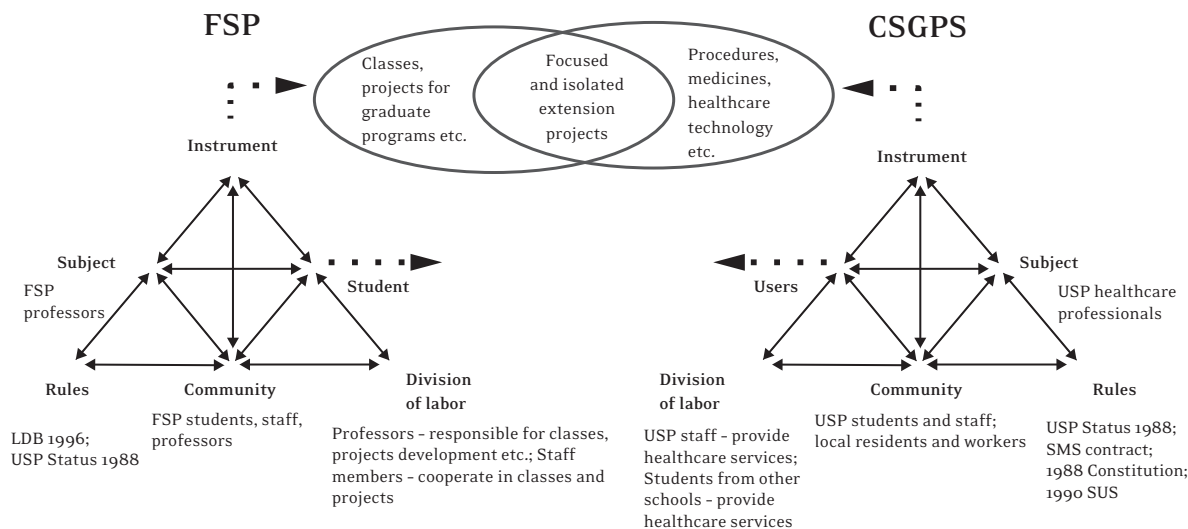 FSP
CSGPS
Classes,
projects for
graduate
programs etc.
Focused
and isolated
extension
projects
Procedures,
medicines,
healthcare
technology
etc.
Instrument
Subject
FSP
professors
Student
Rules
LDB 1996;
USP Status 1988
Community
FSP students, staff,
professors
Division
of labor
Professors – responsible for classes,
projects development etc.; Staff
members – cooperate in classes and
projects
Instrument
Users
Subject
USP healthcare
professionals
Division
of labor
USP staff – provide
healthcare services;
Students from other
schools – provide
healthcare services
Community
USP students and staff;
local residents and workers
Rules
USP Status 1988;
SMS contract;
1988 Constitution;
1990 SUS